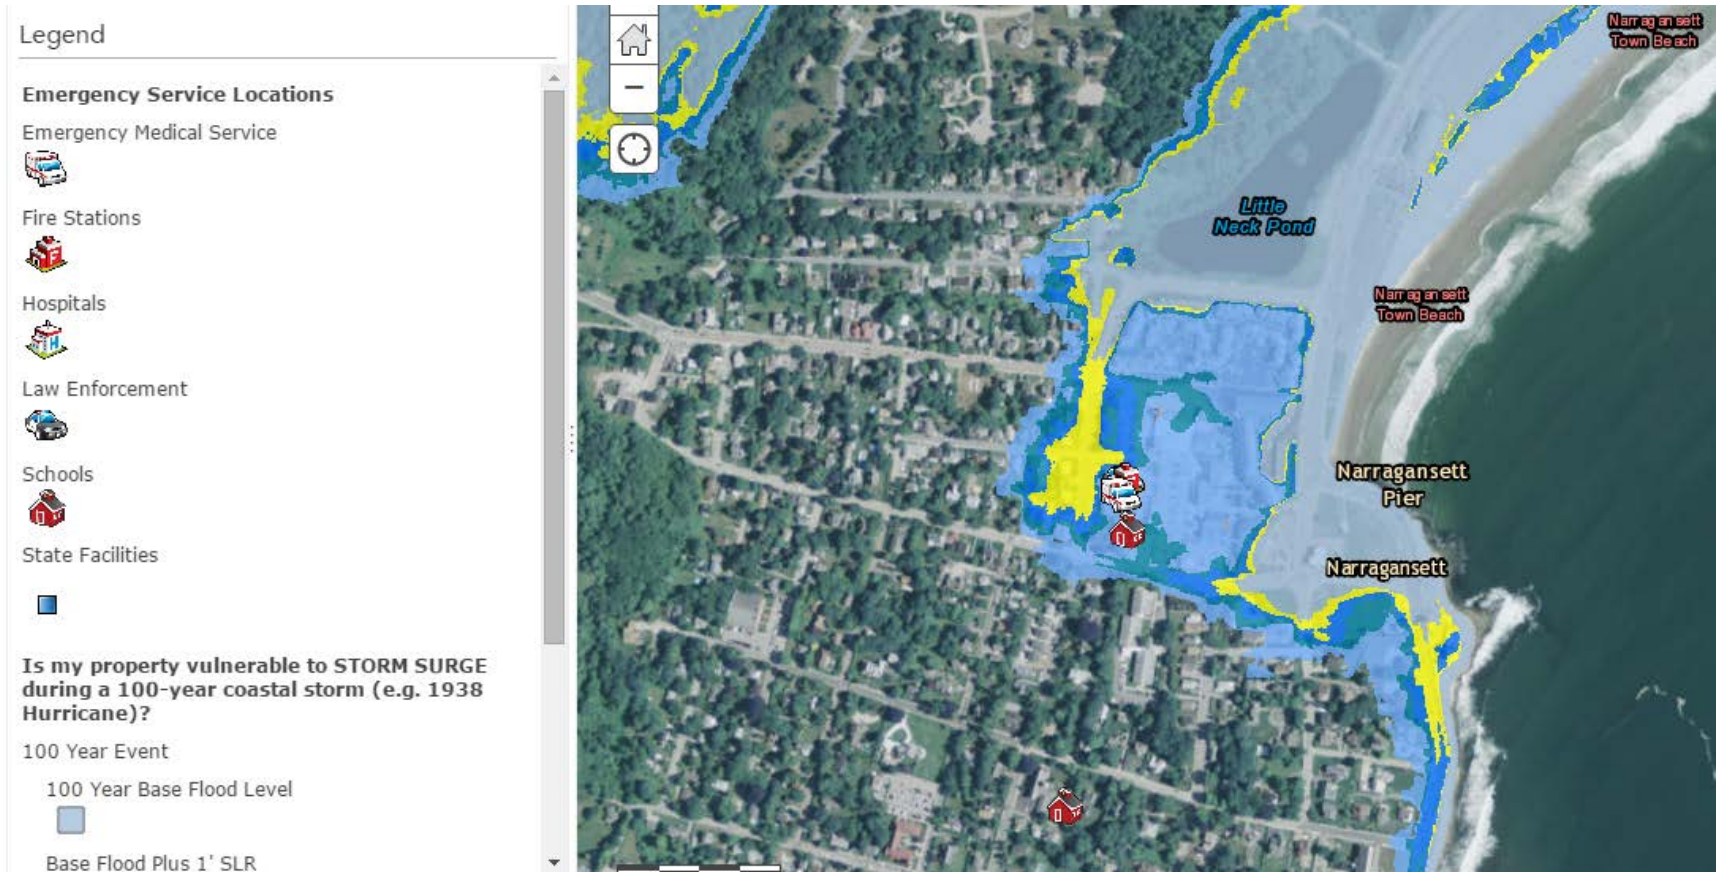 Legend
Emergency Service Locations
Emergency Medical Service
Fire Stations
Hospitals
Law Enforcement
Schools
State Facilities
Is my property vulnerable to STORM SURGE
during a 100-year coastal storm (e.g. 1938
Hurricane)?
100 Year Event
100 Year Base Flood Level
Base Flood Plus 1' SLR
Narragansett
Town Beach
Little
Neck Pond
Narragansett
Town Beach
Narragansett
Pier
Narragansett